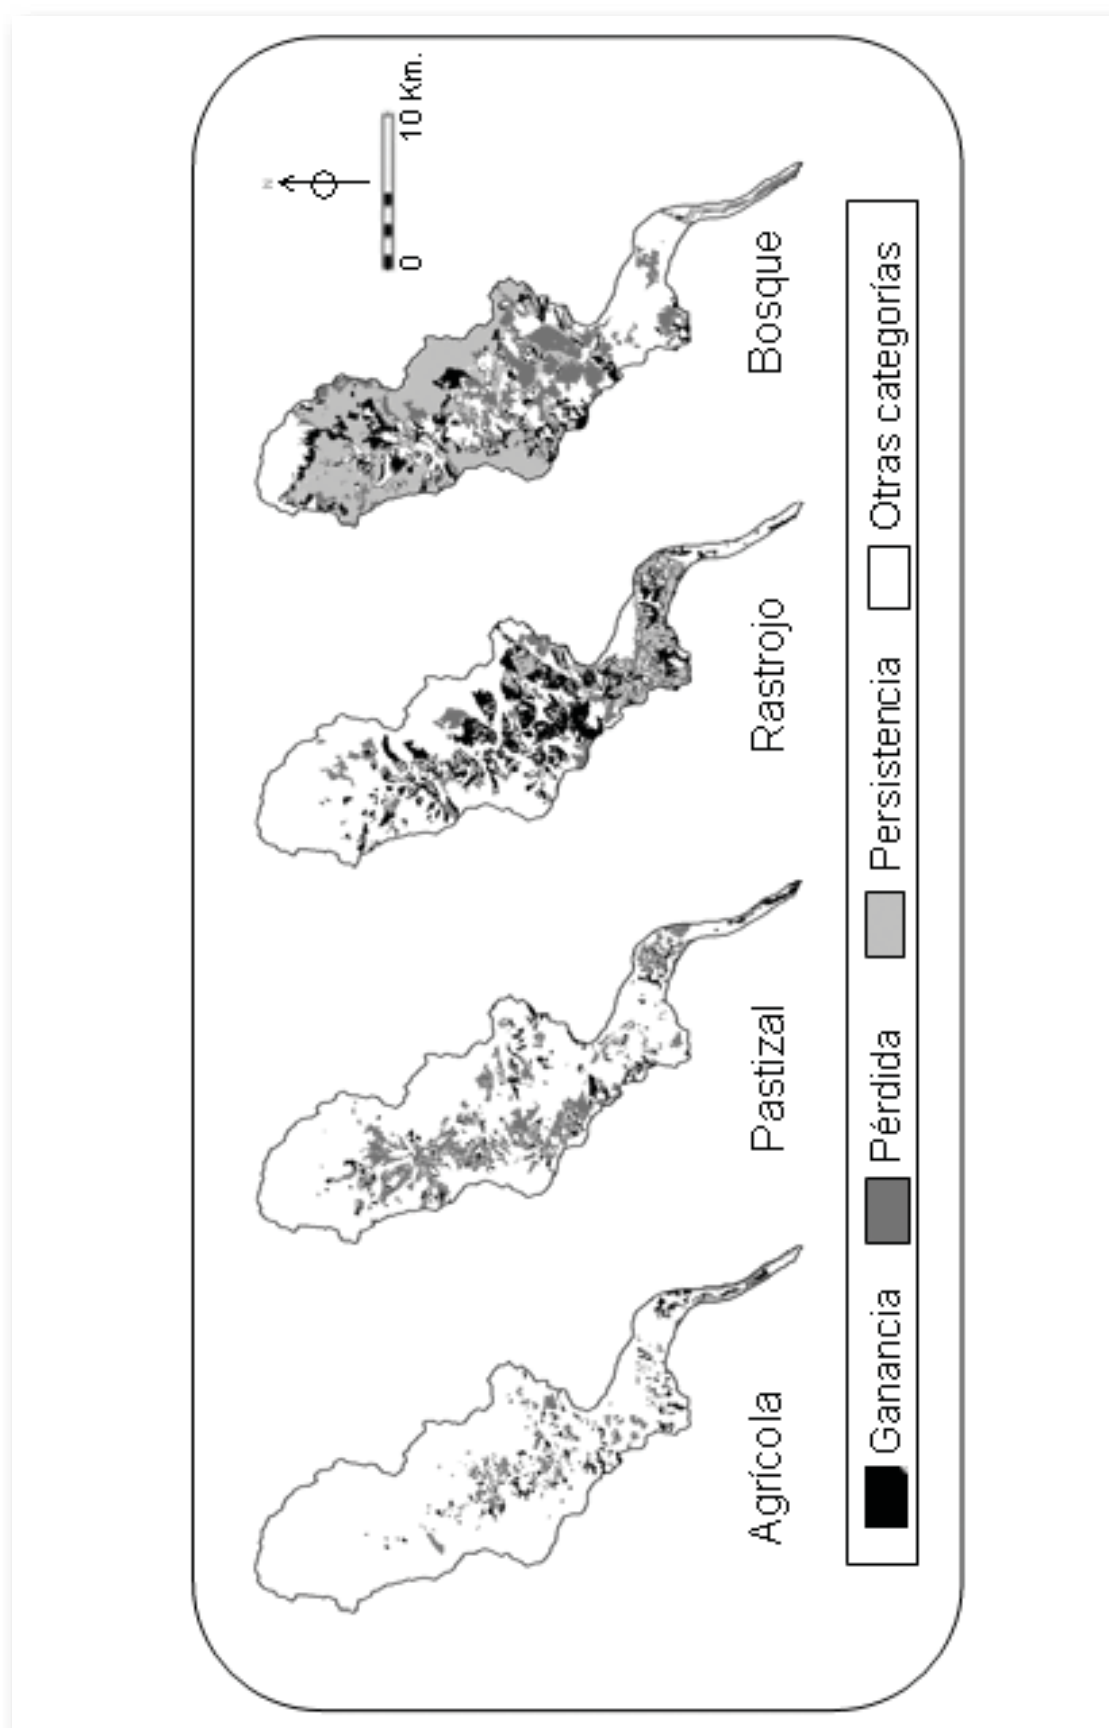 N
0 10 Km.
Agrícola Pastizal Rastrojo Bosque
Ganancia Pérdida Persistencia Otras categorías